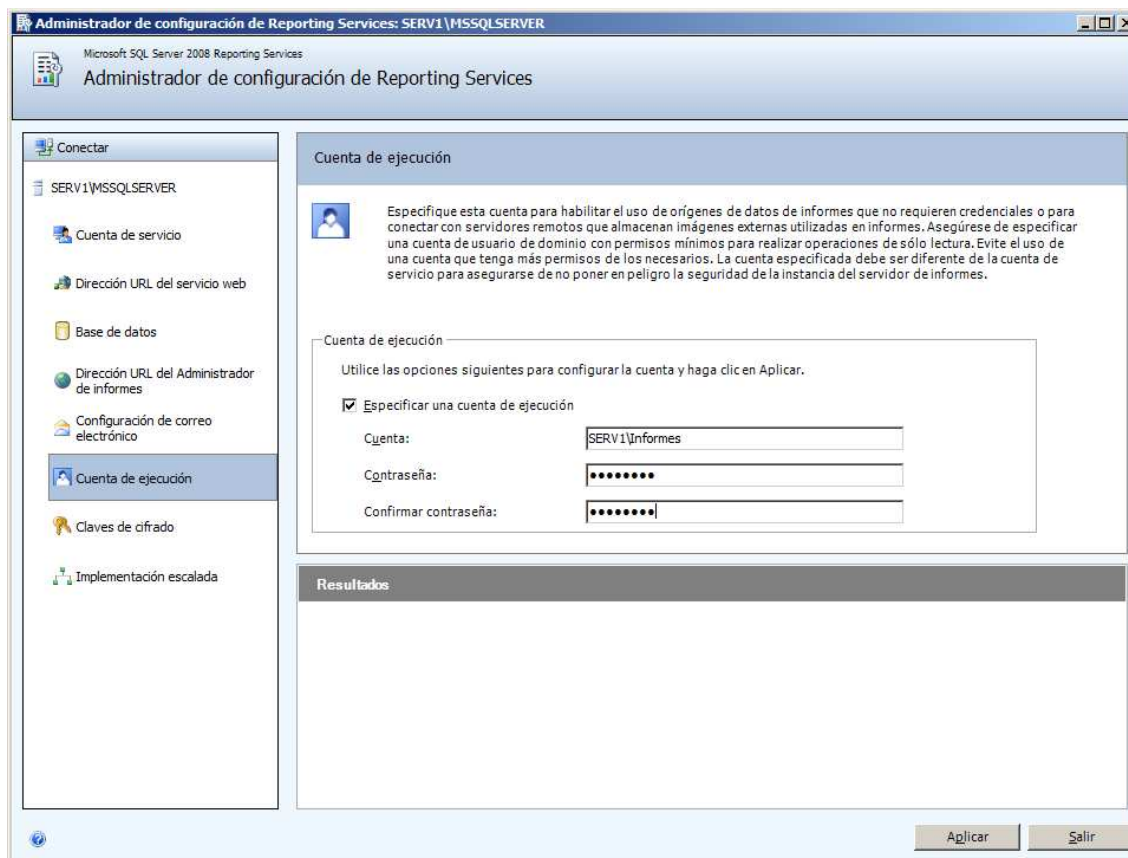 Administrador de configuración de Reporting Services: SERV1\MSSQLSERVER
Microsoft SQL Server 2008 Reporting Services
Administrador de configuración de Reporting Services
Conectar
SERV1\MSSQLSERVER
Cuenta de servicio
Dirección URL del servicio web
Base de datos
Dirección URL del Administrador
de informes
Configuración de correo
electrónico
Cuenta de ejecución
Claves de cifrado
Implementación escalada
Cuenta de ejecución
Especifique esta cuenta para habilitar el uso de orígenes de datos de informes que no requieren credenciales o para
conectar con servidores remotos que almacenan imágenes externas utilizadas en informes. Asegúrese de especificar
una cuenta de usuario de dominio con permisos mínimos para realizar operaciones de sólo lectura. Evite el uso de
una cuenta que tenga más permisos de los necesarios. La cuenta especificada debe ser diferente de la cuenta de
servicio para asegurarse de no poner en peligro la seguridad de la instancia del servidor de informes.
Cuenta de ejecución
Utilice las opciones siguientes para configurar la cuenta y haga clic en Aplicar.
Especificar una cuenta de ejecución
Cuenta: SERV1\Informes
Contraseña: ●●●●●●●●
Confirmar contraseña: ●●●●●●●●
Resultados
Aplicar
Salir